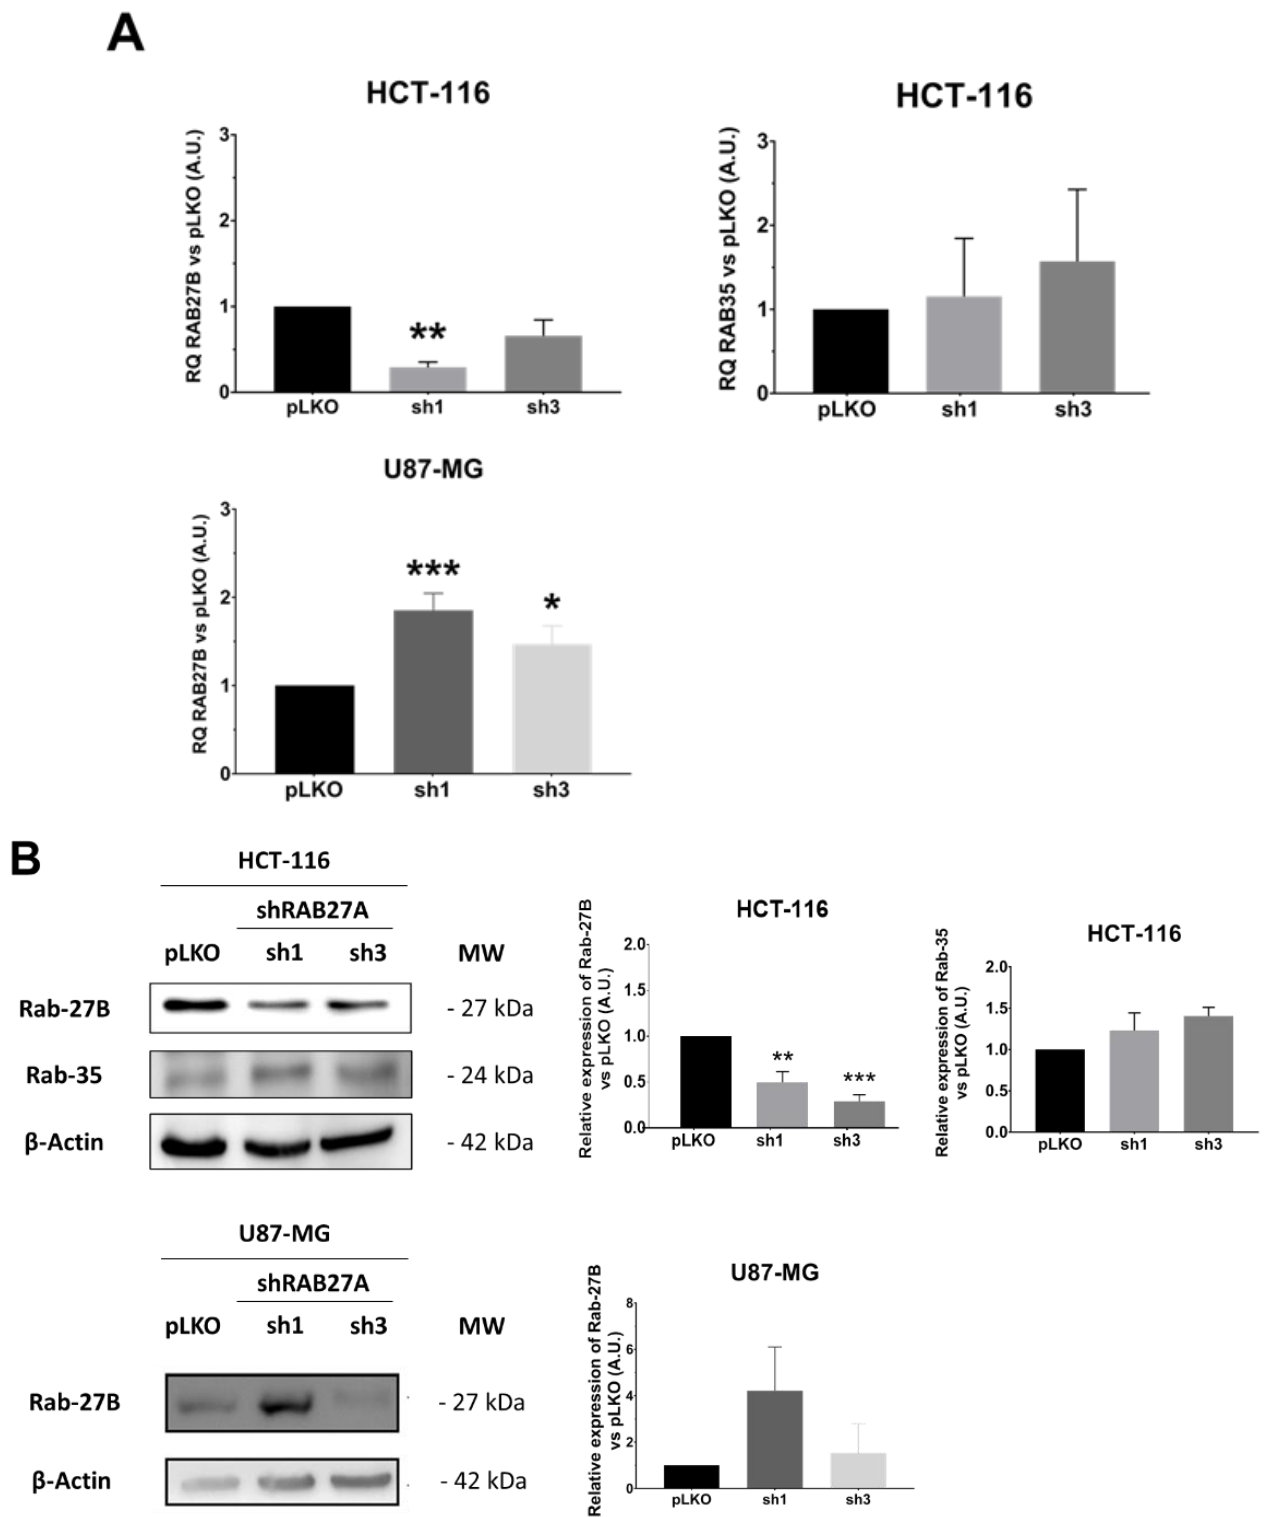 A
HCT-116
RQ RAB27B vs pLKO (A.U.)
3
2
1
0
**
pLKO sh1 sh3
HCT-116
RQ RAB35 vs pLKO (A.U.)
3
2
1
0
pLKO sh1 sh3
U87-MG
RQ RAB27B vs pLKO (A.U.)
3
2
1
0
***
*
pLKO sh1 sh3
B
HCT-116
shRAB27A
pLKO sh1 sh3 MW
Rab-27B - 27 kDa
Rab-35 - 24 kDa
β-Actin - 42 kDa
HCT-116
Relative expression of Rab-27B
vs pLKO (A.U.)
2.0
1.5
1.0
0.5
0.0
**
***
pLKO sh1 sh3
HCT-116
Relative expression of Rab-35
vs pLKO (A.U.)
2.0
1.5
1.0
0.5
0.0
pLKO sh1 sh3
U87-MG
shRAB27A
pLKO sh1 sh3 MW
Rab-27B - 27 kDa
β-Actin - 42 kDa
U87-MG
Relative expression of Rab-27B
vs pLKO (A.U.)
8
6
4
2
0
pLKO sh1 sh3